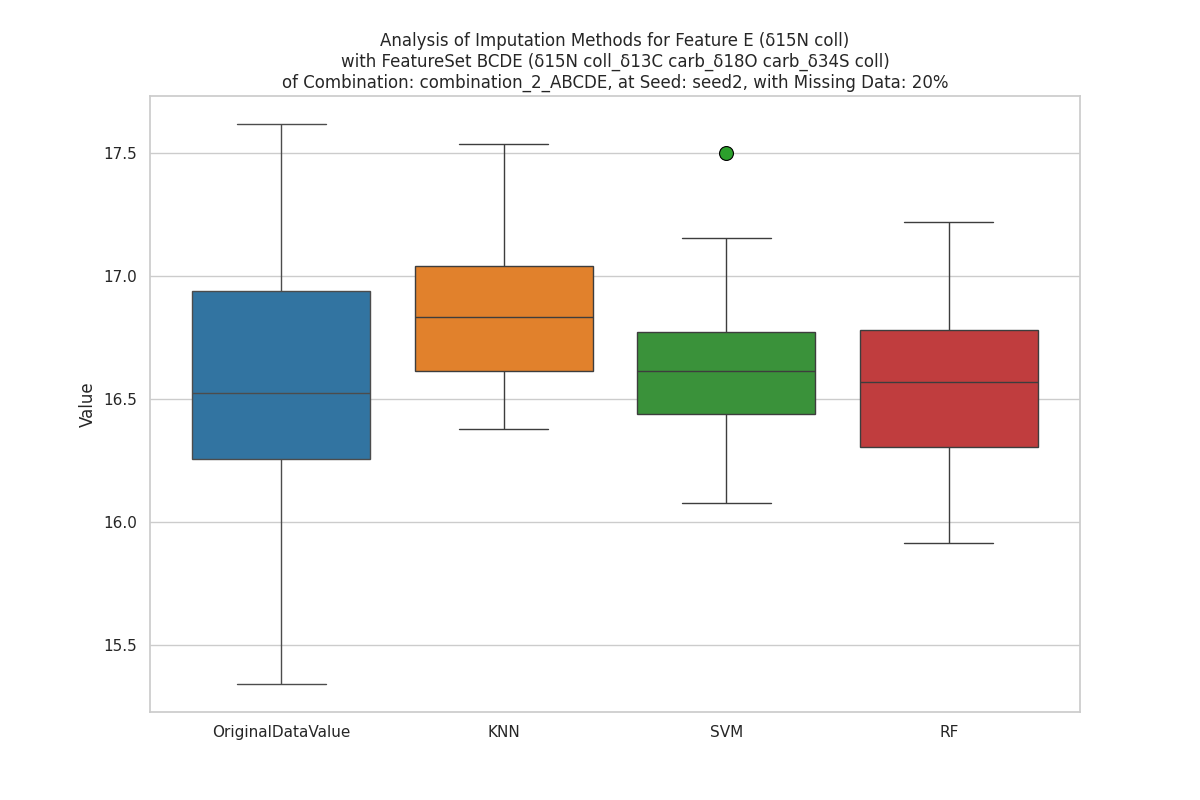 Analysis of Imputation Methods for Feature E (δ15N coll)
with FeatureSet BCDE (δ15N coll_δ13C carb_δ18O carb_δ34S coll)
of Combination: combination_2_ABCDE, at Seed: seed2, with Missing Data: 20%
17.5
17.0
16.5
16.0
15.5
Value
OriginalDataValue
KNN
SVM
RF